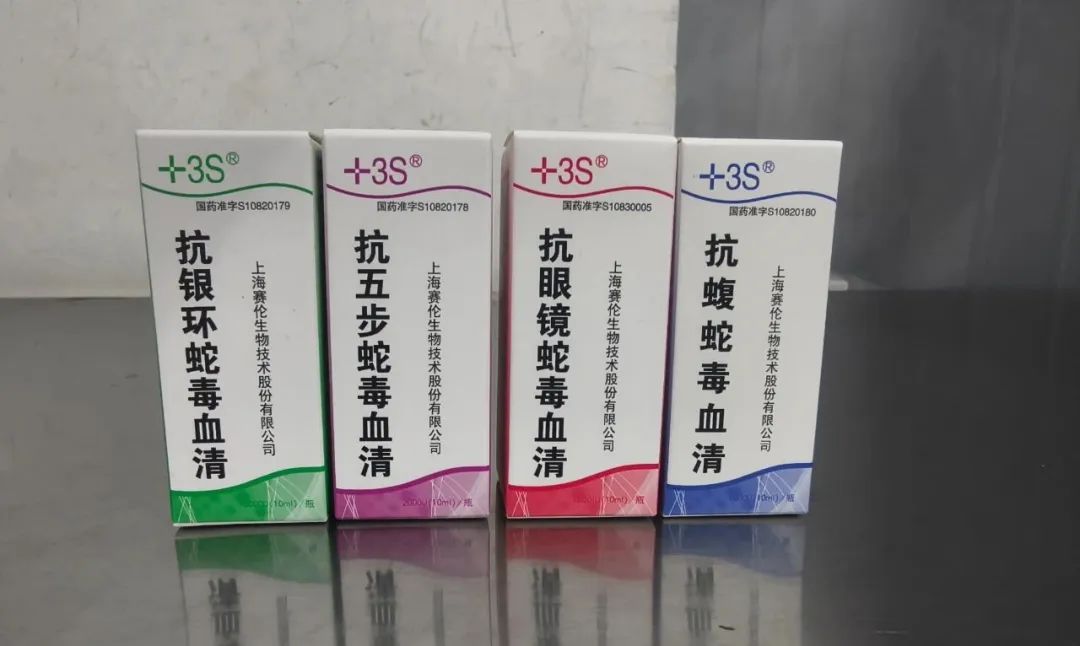 +3S®
国药准字S10820179
抗银环蛇毒血清
上海赛伦生物技术股份有限公司
+3S®
国药准字S10820178
抗五步蛇毒血清
上海赛伦生物技术股份有限公司
2000U(10ml)/瓶
+3S®
国药准字S10830005
抗眼镜蛇毒血清
上海赛伦生物技术股份有限公司
(10ml)/瓶
+3S®
国药准字S10820180
抗蝮蛇毒血清
上海赛伦生物技术股份有限公司